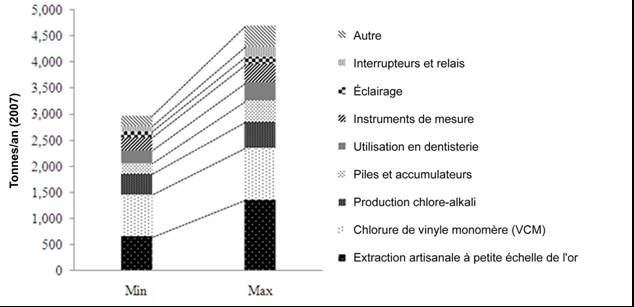 5,000
4,500
4,000
3,500
3,000
2,500
2,000
1,500
1,000
500
0
Tonnes/an (2007)
Min
Max
Autre
Interrupteurs et relais
Éclairage
Instruments de mesure
Utilisation en dentisterie
Piles et accumulateurs
Production chlore-alkali
Chlorure de vinyle monomère (VCM)
Extraction artisanale à petite échelle de l'or